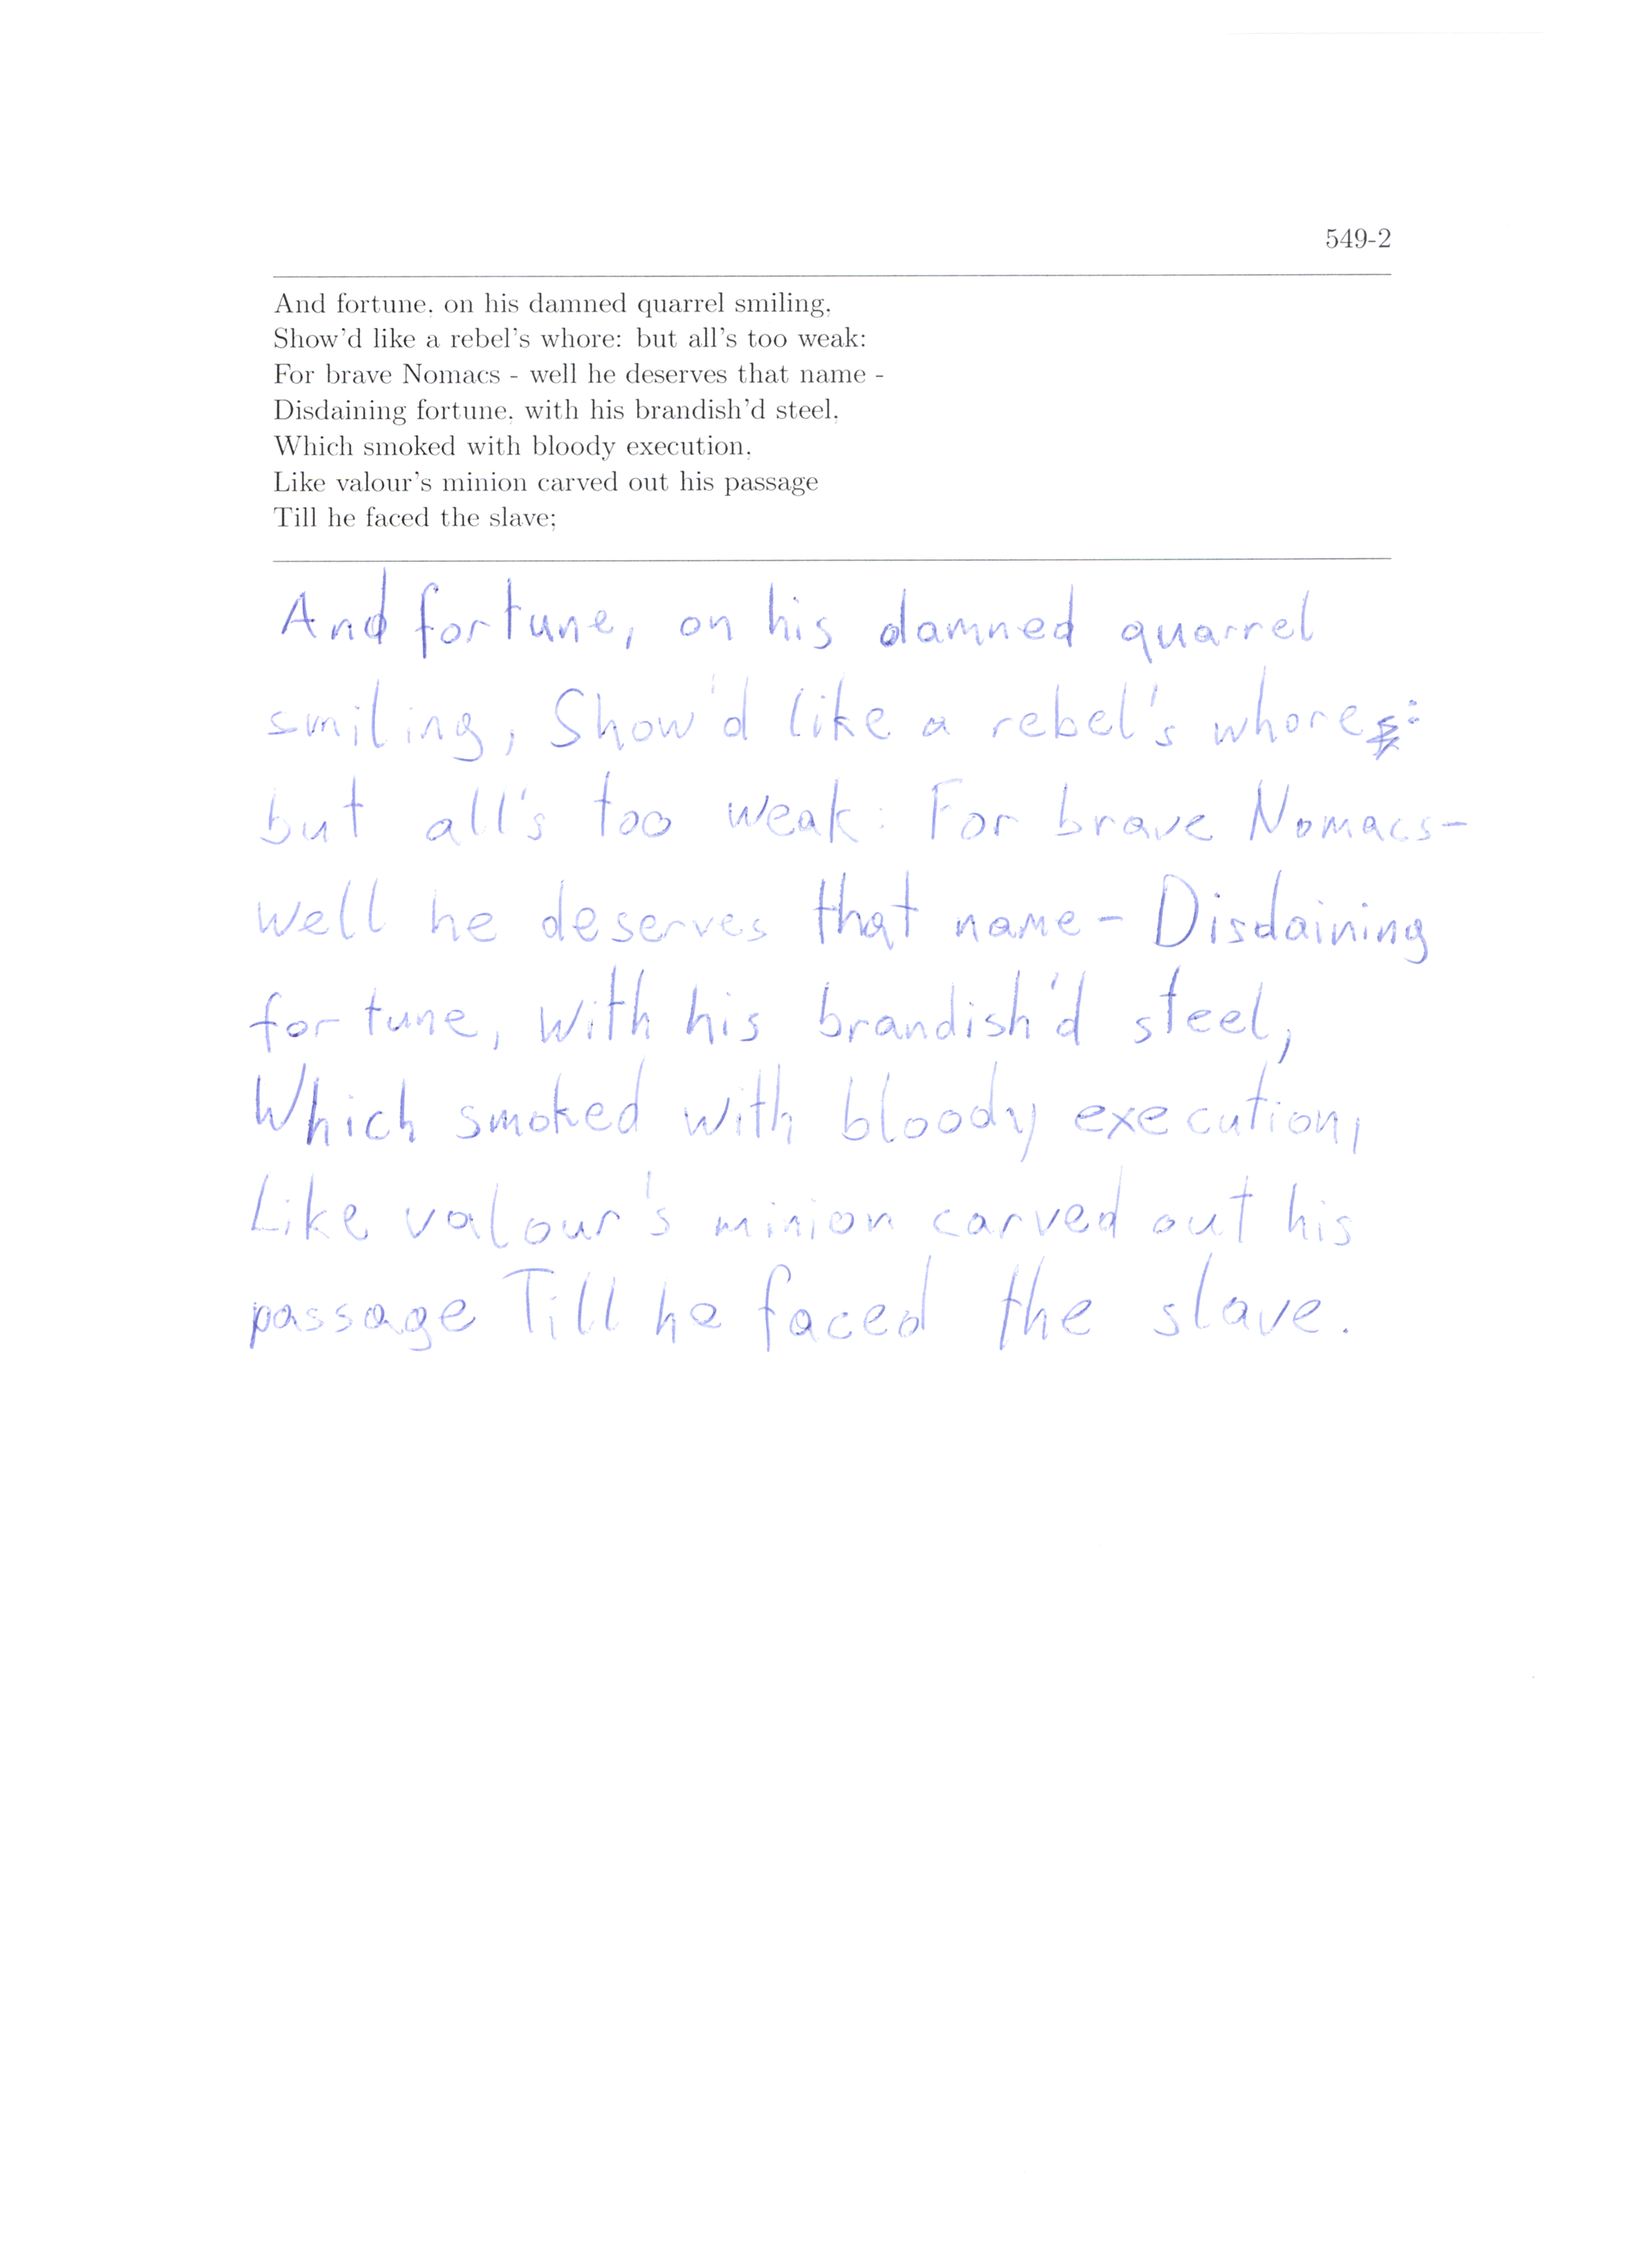 549-2
And fortune, on his damned quarrel smiling,
Show'd like a rebel's whore: but all's too weak:
For brave Nomacs - well he deserves that name -
Disdaining fortune, with his brandish'd steel,
Which smoked with bloody execution,
Like valour's minion carved out his passage
Till he faced the slave;
And fortune, on his damned quarrel
smiling, Show'd like a rebel's whore:
but all's too weak: For brave Nomacs-
well he deserves that name - Disdaining
fortune, with his brandish'd steel,
Which smoked with bloody execution,
Like valour's minion carved out his
passage Till he faced the slave.